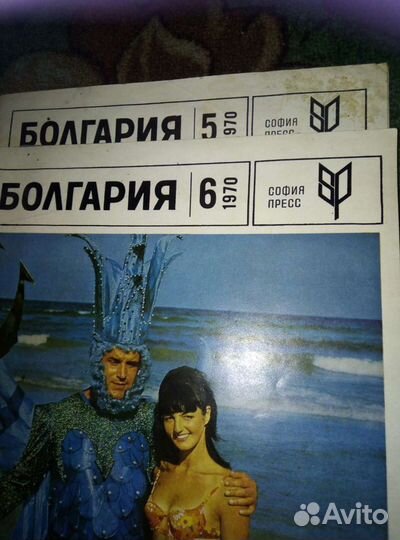 БОЛГАРИЯ 5 1970 СОФИЯ ПРЕСС
БОЛГАРИЯ 6 1970 СОФИЯ ПРЕСС
Avito